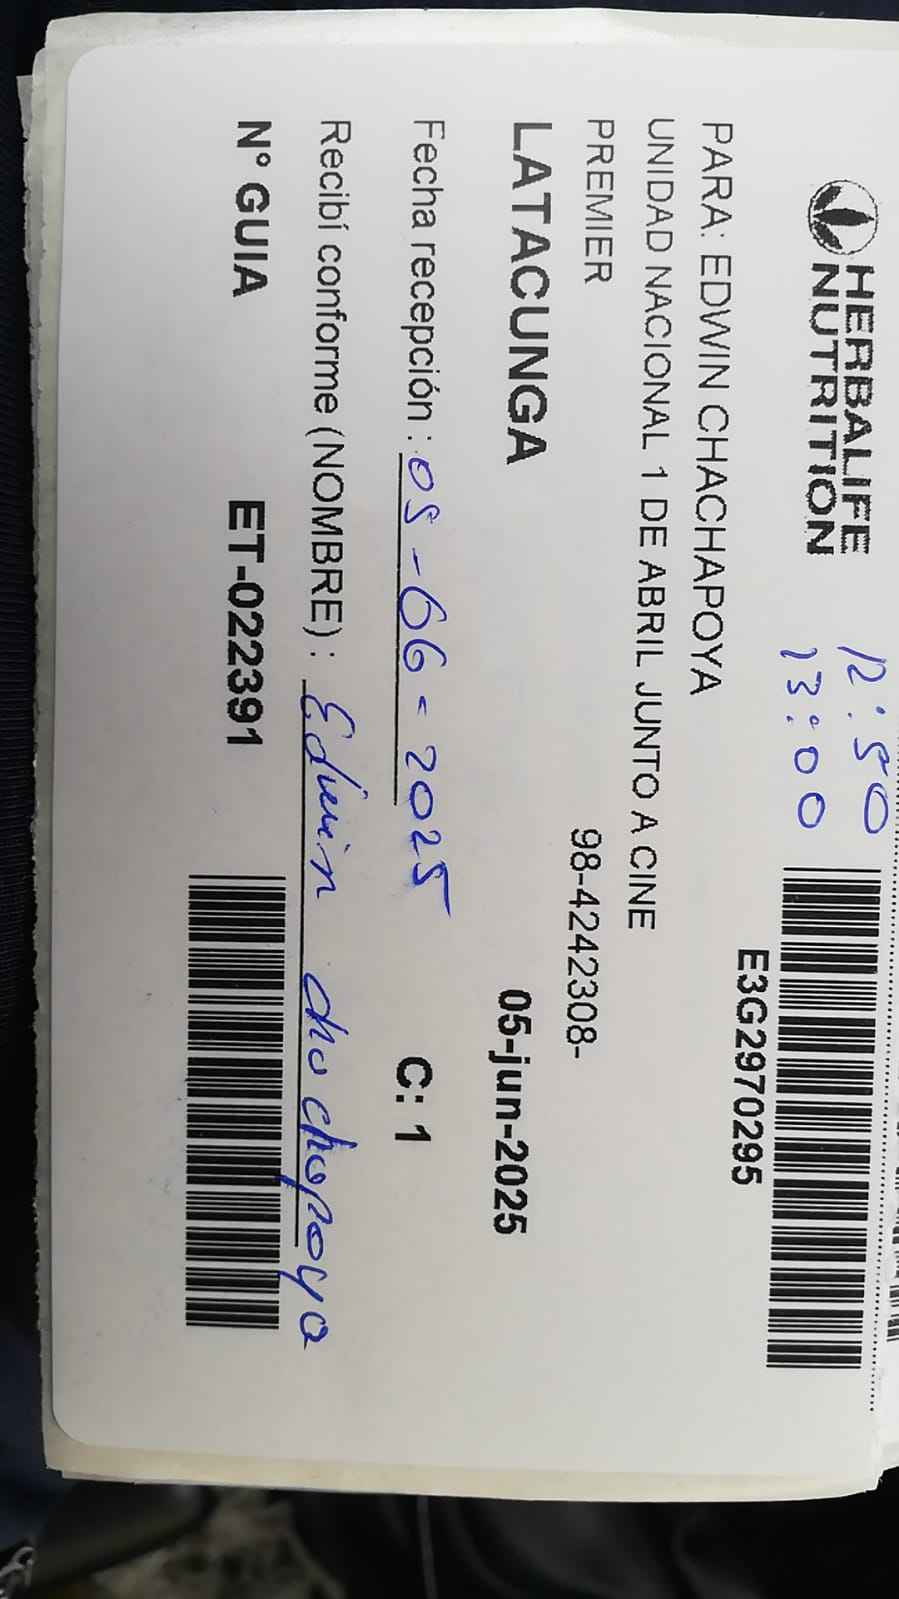 HERBALIFE
NUTRITION
12:50
13:00
E3G2970295
PARA: EDWIN CHACHAPOYA
UNIDAD NACIONAL 1 DE ABRIL JUNTO A CINE
PREMIER
98-4242308-
LATACUNGA
05-jun-2025
Fecha recepción : 05-06-2025
C: 1
Recibí conforme (NOMBRE) : Edwin chachapoya
N° GUIA
ET-022391